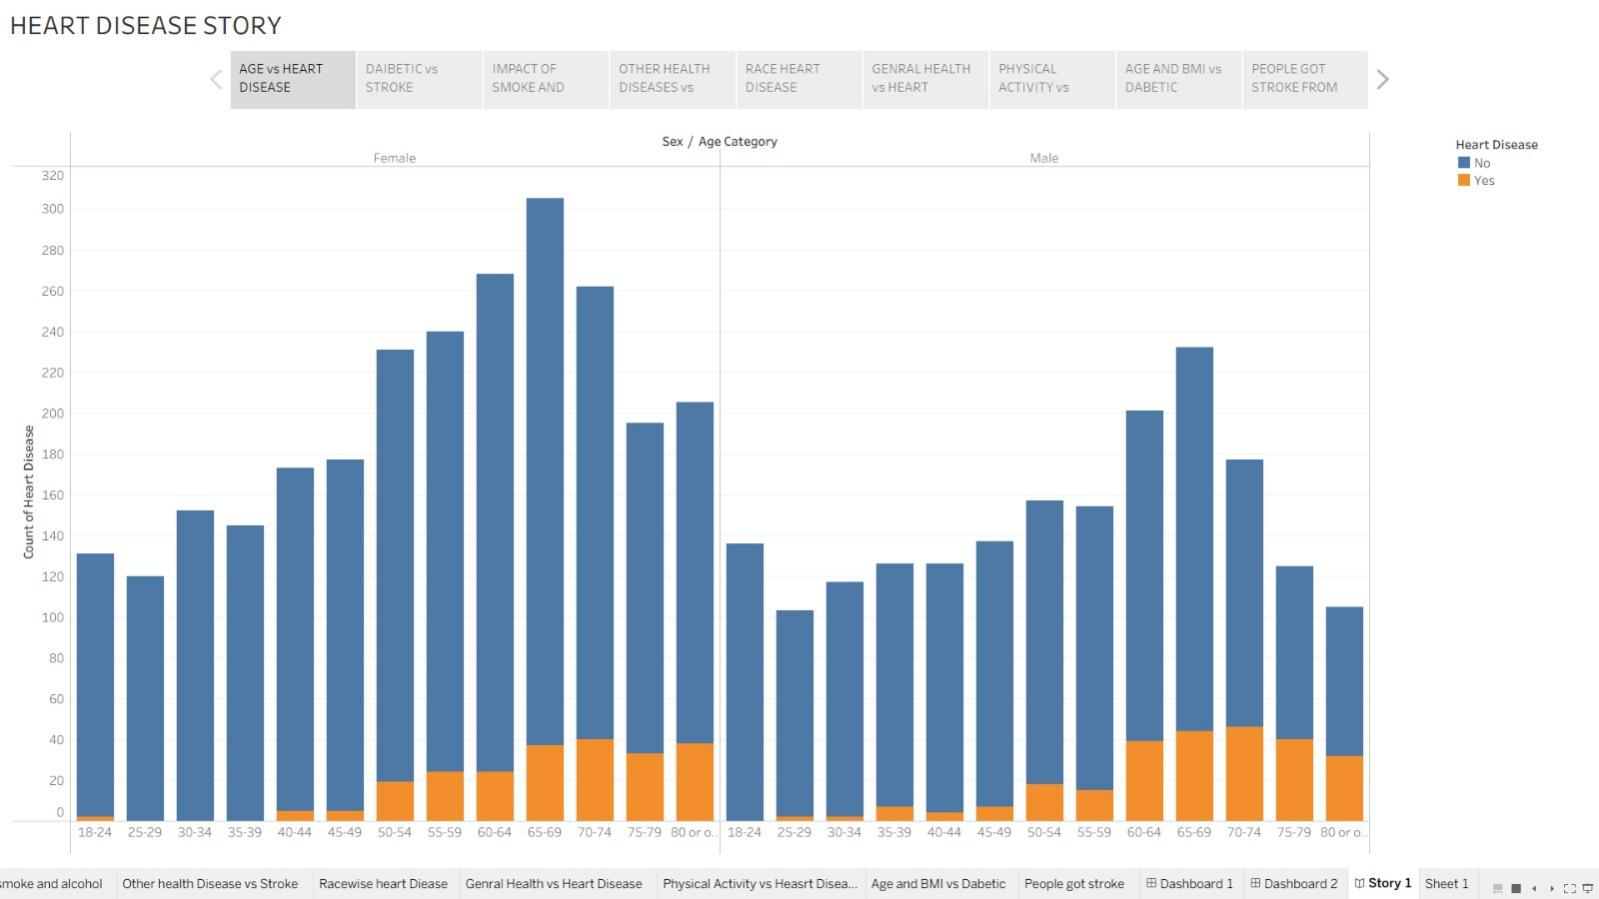 HEART DISEASE STORY
AGE vs HEART
DISEASE
DAIBETIC vs
STROKE
IMPACT OF
SMOKE AND
OTHER HEALTH
DISEASES vs
RACE HEART
DISEASE
GENRAL HEALTH
vs HEART
PHYSICAL
ACTIVITY vs
AGE AND BMI vs
DABETIC
PEOPLE GOT
STROKE FROM
Sex / Age Category
Female
Male
Heart Disease
No
Yes
Count of Heart Disease
320
300
280
260
240
220
200
180
160
140
120
100
80
60
40
20
0
18-24 25-29 30-34 35-39 40-44 45-49 50-54 55-59 60-64 65-69 70-74 75-79 80 or o.. 18-24 25-29 30-34 35-39 40-44 45-49 50-54 55-59 60-64 65-69 70-74 75-79 80 or o..
smoke and alcohol Other health Disease vs Stroke Racewise heart Diease Genral Health vs Heart Disease Physical Activity vs Heasrt Disea... Age and BMI vs Dabetic People got stroke Dashboard 1 Dashboard 2 Story 1 Sheet 1